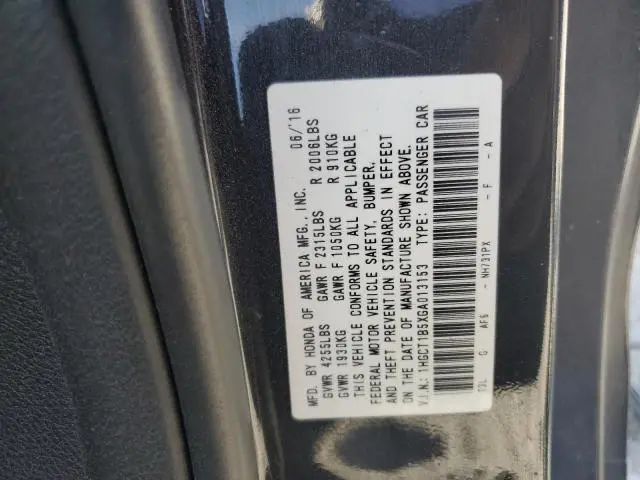 MFD. BY HONDA OF AMERICA MFG., INC. 06/'16
GVWR 4255LBS GAWR F 2315LBS R 2006LBS
GVWR 1930KG GAWR F 1050KG R 910KG
THIS VEHICLE CONFORMS TO ALL APPLICABLE
FEDERAL MOTOR VEHICLE SAFETY, BUMPER,
AND THEFT PREVENTION STANDARDS IN EFFECT
ON THE DATE OF MANUFACTURE SHOWN ABOVE.
V.I.N.: 1HGCT1B5XGA013153 TYPE: PASSENGER CAR
G AF6 - NH731PX - F - A